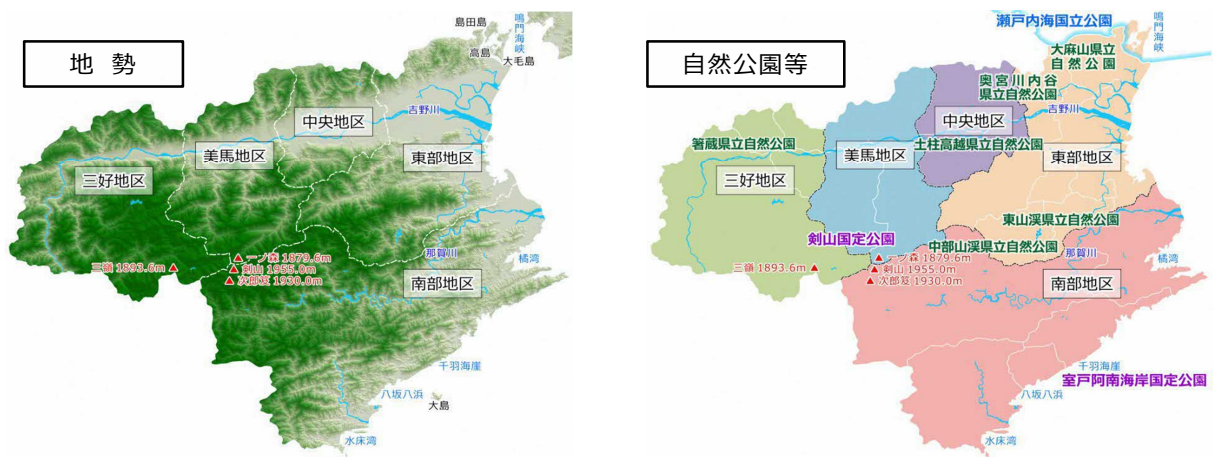 地 勢
島田島
高島
大毛島
鳴門海峡
吉野川
中央地区
美馬地区
東部地区
三好地区
那賀川
一ノ森 1879.6m
三嶺 1893.6m
剣山 1955.0m
次郎笈 1930.0m
橘湾
南部地区
千羽海崖
八坂八浜
大島
水床湾
自然公園等
瀬戸内海国立公園
鳴門海峡
大麻山県立
自然公園
奥宮川内谷
県立自然公園
吉野川
中央地区
箸蔵県立自然公園
土柱高越県立自然公園
美馬地区
東部地区
三好地区
東山渓県立自然公園
剣山国定公園
中部山渓県立自然公園
那賀川
一ノ森 1879.6m
三嶺 1893.6m
剣山 1955.0m
次郎笈 1930.0m
橘湾
南部地区
千羽海崖
室戸阿南海岸国定公園
八坂八浜
水床湾